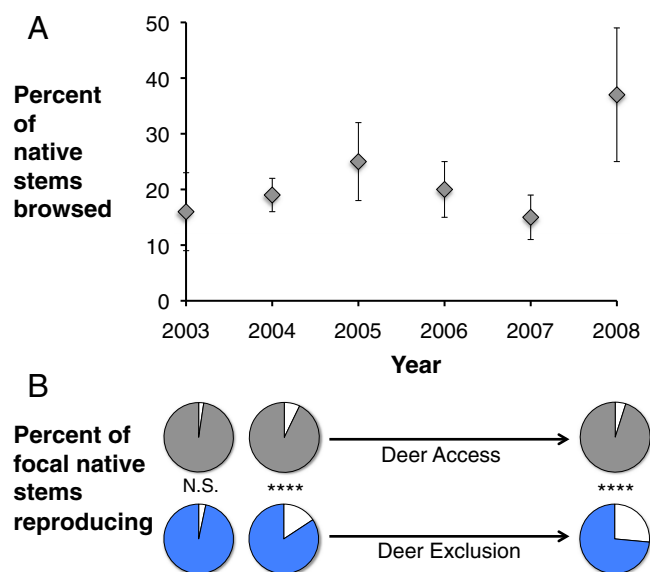 A
Percent
of
native
stems
browsed
50
40
30
20
10
0
2003 2004 2005 2006 2007 2008
Year
B
Percent of
focal native
stems
reproducing
Deer Access
N.S. **** ****
Deer Exclusion